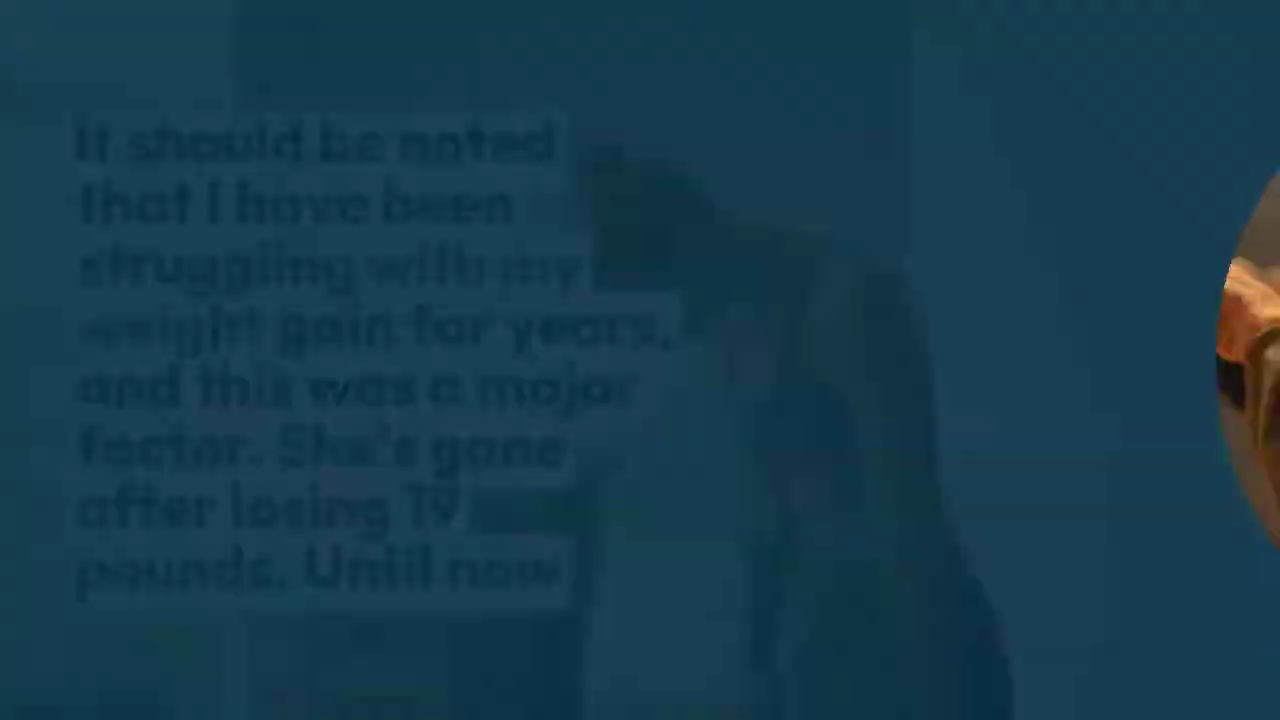 It should be noted
that I have been
struggling with my
weight gain for years,
and this was a major
factor. She's gone
after losing 19
pounds. Until now